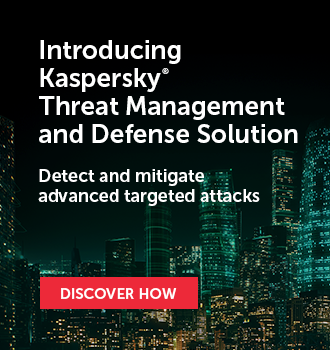 Introducing
Kaspersky®
Threat Management
and Defense Solution
Detect and mitigate
advanced targeted attacks
DISCOVER HOW